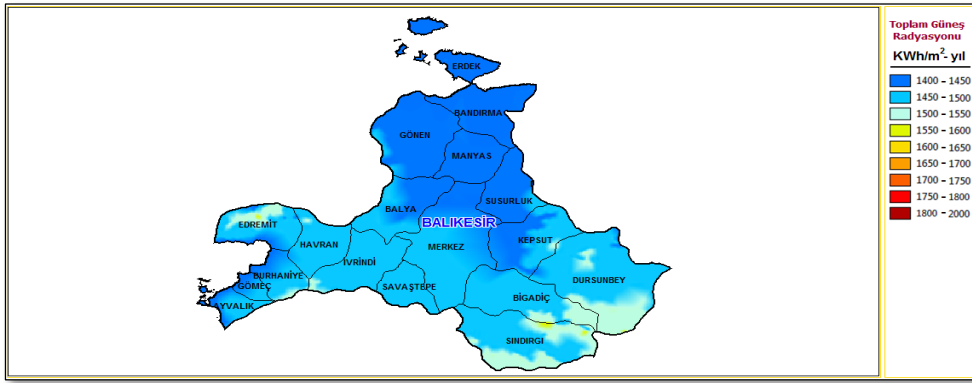 ERDEK
BANDIRMA
GÖNEN
MANYAS
SUSURLUK
BALYA
BALIKESİR
EDREMİT
HAVRAN
MERKEZ
KEPSUT
İVRİNDİ
BURHANİYE
GÖMEÇ
SAVAŞTEPE
DURSUNBEY
BİGADİÇ
AYVALIK
SINDIRGI
Toplam Güneş
Radyasyonu
KWh/m²- yıl
1400 - 1450
1450 - 1500
1500 - 1550
1550 - 1600
1600 - 1650
1650 - 1700
1700 - 1750
1750 - 1800
1800 - 2000